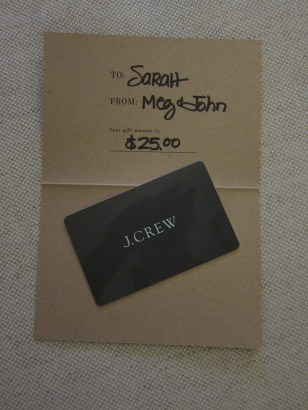 TO: SARAH
FROM: Meg & John
Your gift amount is:
$25.00
J.CREW